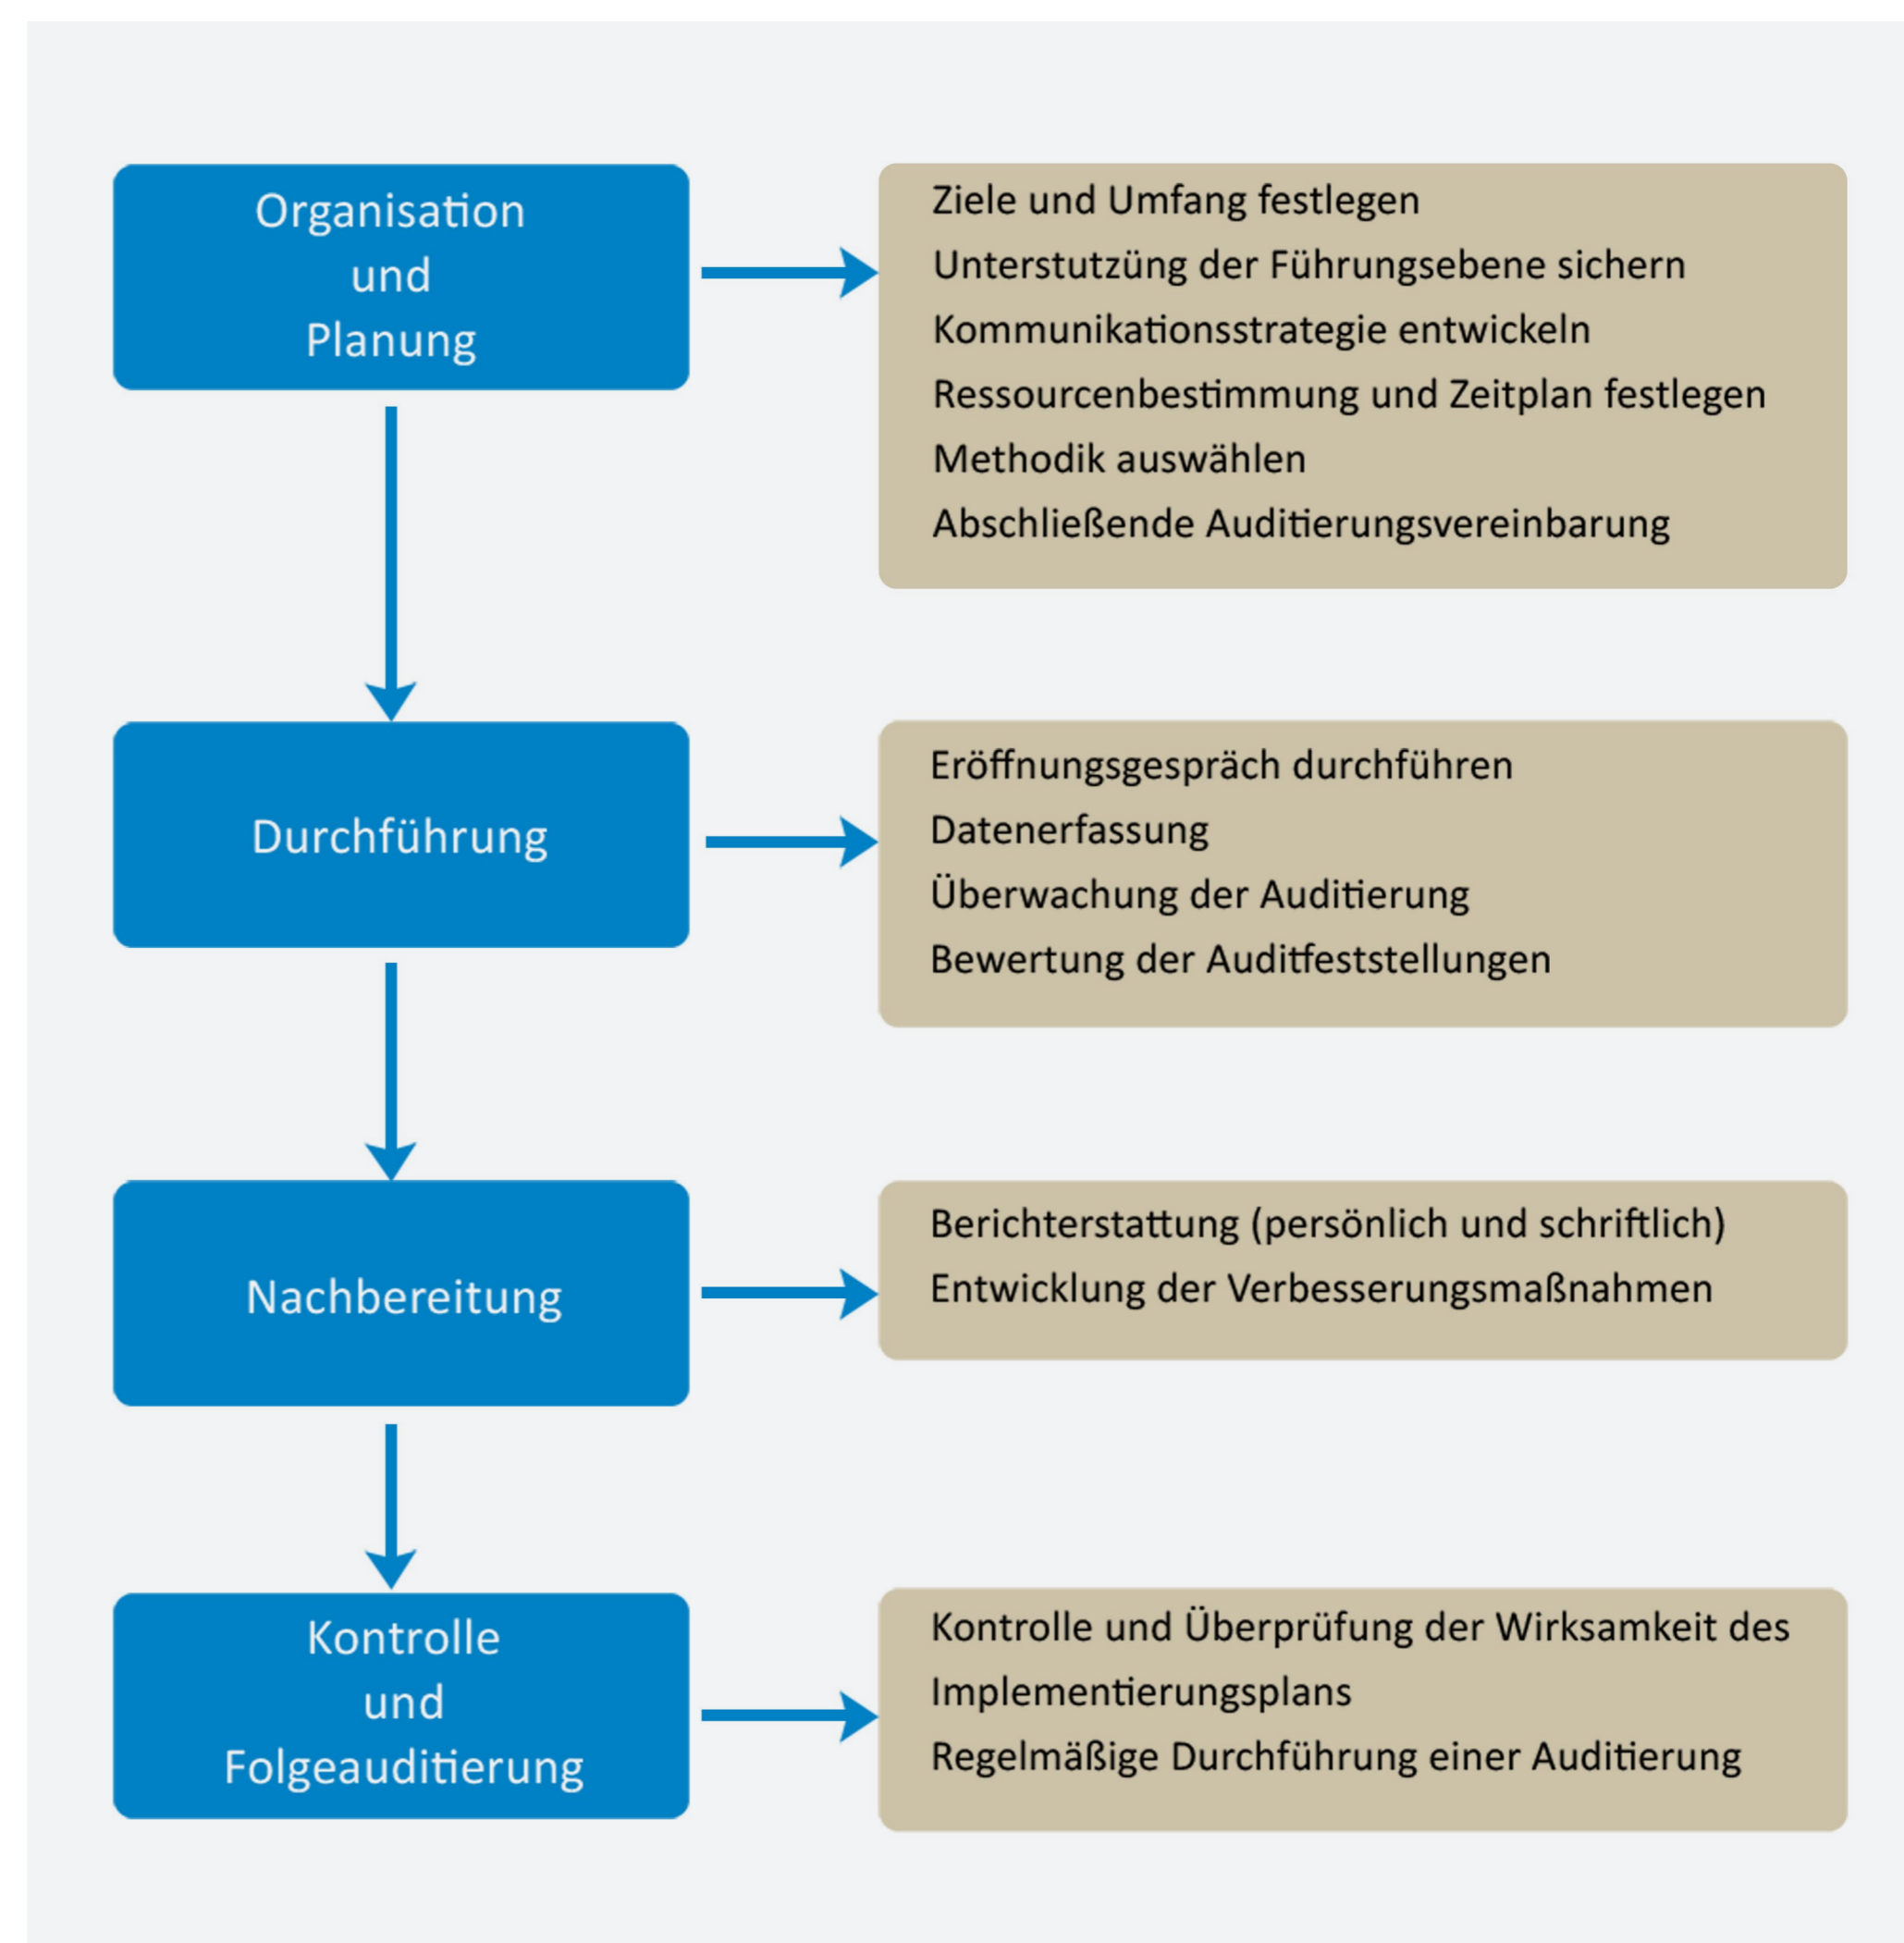 Organisation
und
Planung
Ziele und Umfang festlegen
Unterstutzüng der Führungsebene sichern
Kommunikationsstrategie entwickeln
Ressourcenbestimmung und Zeitplan festlegen
Methodik auswählen
Abschließende Auditierungsvereinbarung
Durchführung
Eröffnungsgespräch durchführen
Datenerfassung
Überwachung der Auditierung
Bewertung der Auditfeststellungen
Nachbereitung
Berichterstattung (persönlich und schriftlich)
Entwicklung der Verbesserungsmaßnahmen
Kontrolle
und
Folgeauditierung
Kontrolle und Überprüfung der Wirksamkeit des
Implementierungsplans
Regelmäßige Durchführung einer Auditierung